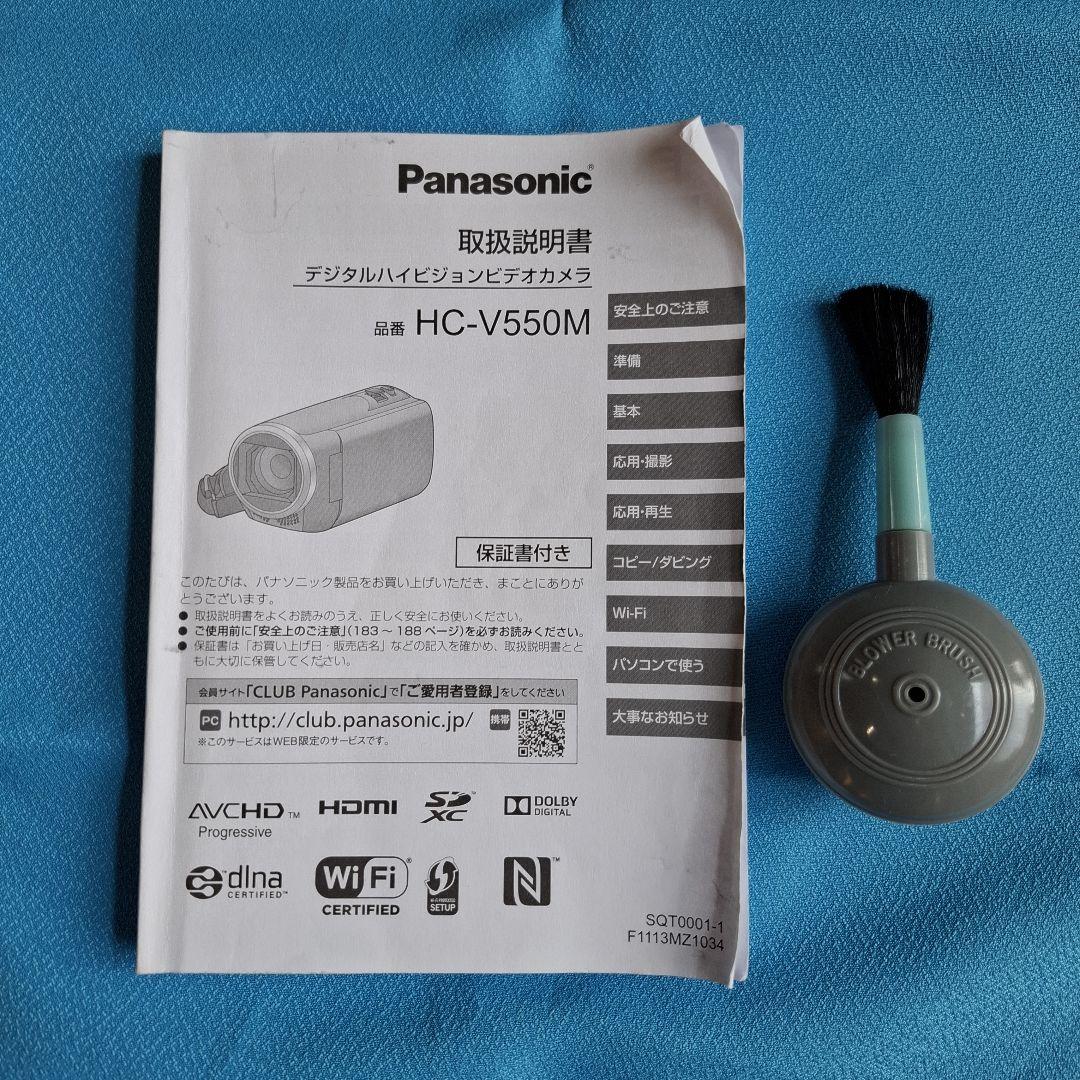 Panasonic®
取扱説明書
デジタルハイビジョンビデオカメラ
品番 HC-V550M
安全上のご注意
準備
基本
応用・撮影
応用・再生
コピー/ダビング
Wi-Fi
パソコンで使う
大事なお知らせ
保証書付き
このたびは、パナソニック製品をお買い上げいただき、まことにありが
とうございます。
● 取扱説明書をよくお読みのうえ、正しく安全にお使いください。
● ご使用前に「安全上のご注意」(183 ～ 188 ページ)を必ずお読みください。
● 保証書は「お買い上げ日・販売店名」などの記入を確かめ、取扱説明書とと
もに大切に保管してください。
会員サイト「CLUB Panasonic」で「ご愛用者登録」をしてください
PC http://club.panasonic.jp/ 携帯
※このサービスはWEB限定のサービスです。
AVCHD™ HDMI SD XC™ DOLBY
Progressive DIGITAL
™dlna Wi Fi® N™
CERTIFIED™ CERTIFIED SETUP
SQT0001-1
F1113MZ1034
BLOWER BRUSH